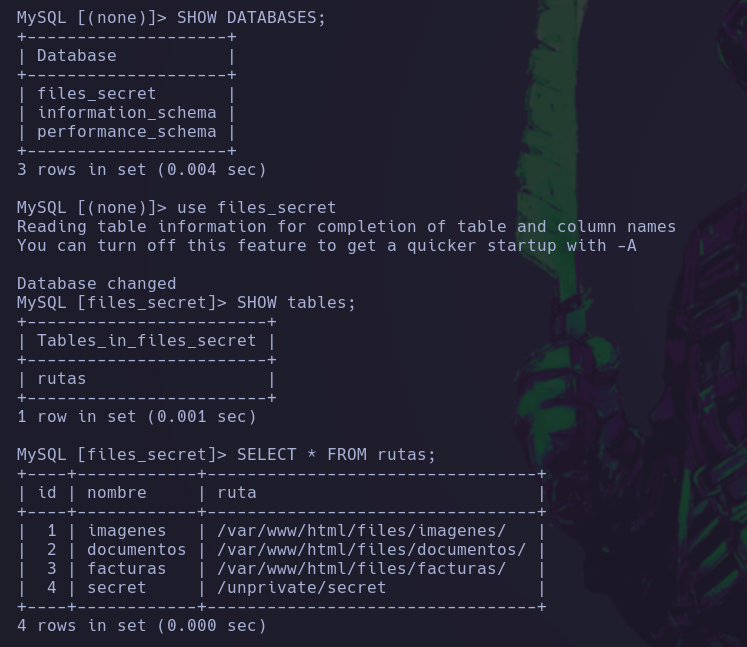 MySQL [(none)]> SHOW DATABASES;
+--------------------+
| Database           |
+--------------------+
| files_secret       |
| information_schema |
| performance_schema |
+--------------------+
3 rows in set (0.004 sec)

MySQL [(none)]> use files_secret
Reading table information for completion of table and column names
You can turn off this feature to get a quicker startup with -A

Database changed
MySQL [files_secret]> SHOW tables;
+------------------------+
| Tables_in_files_secret |
+------------------------+
| rutas                  |
+------------------------+
1 row in set (0.001 sec)

MySQL [files_secret]> SELECT * FROM rutas;
+----+------------+---------------------------------+
| id | nombre     | ruta                            |
+----+------------+---------------------------------+
|  1 | imagenes   | /var/www/html/files/imagenes/   |
|  2 | documentos | /var/www/html/files/documentos/ |
|  3 | facturas   | /var/www/html/files/facturas/   |
|  4 | secret     | /unprivate/secret               |
+----+------------+---------------------------------+
4 rows in set (0.000 sec)